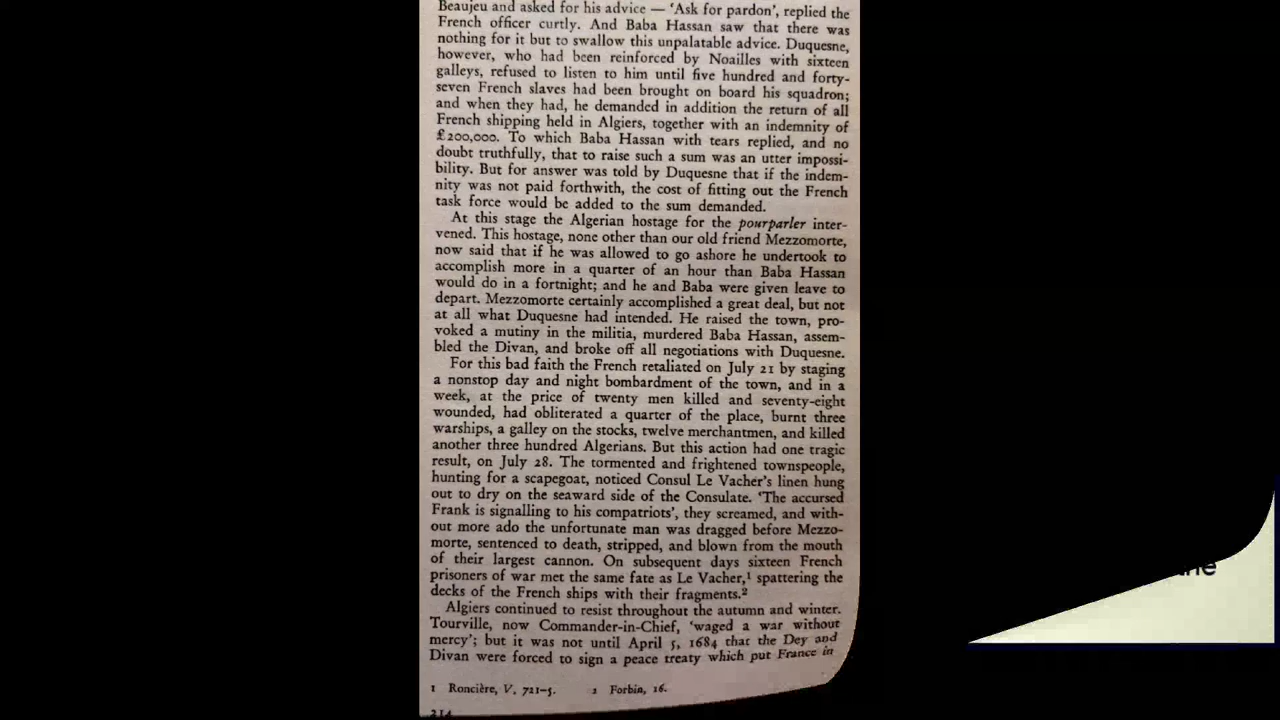 Beaujeu and asked for his advice — ‘Ask for pardon’, replied the
French officer curtly. And Baba Hassan saw that there was
nothing for it but to swallow this unpalatable advice. Duquesne,
however, who had been reinforced by Noailles with sixteen
galleys, refused to listen to him until five hundred and forty-
seven French slaves had been brought on board his squadron;
and when they had, he demanded in addition the return of all
French shipping held in Algiers, together with an indemnity of
£200,000. To which Baba Hassan with tears replied, and no
doubt truthfully, that to raise such a sum was an utter impossi-
bility. But for answer was told by Duquesne that if the indem-
nity was not paid forthwith, the cost of fitting out the French
task force would be added to the sum demanded.
At this stage the Algerian hostage for the pourparler inter-
vened. This hostage, none other than our old friend Mezzomorte,
now said that if he was allowed to go ashore he undertook to
accomplish more in a quarter of an hour than Baba Hassan
would do in a fortnight; and he and Baba were given leave to
depart. Mezzomorte certainly accomplished a great deal, but not
at all what Duquesne had intended. He raised the town, pro-
voked a mutiny in the militia, murdered Baba Hassan, assem-
bled the Divan, and broke off all negotiations with Duquesne.
For this bad faith the French retaliated on July 21 by staging
a nonstop day and night bombardment of the town, and in a
week, at the price of twenty men killed and seventy-eight
wounded, had obliterated a quarter of the place, burnt three
warships, a galley on the stocks, twelve merchantmen, and killed
another three hundred Algerians. But this action had one tragic
result, on July 28. The tormented and frightened townspeople,
hunting for a scapegoat, noticed Consul Le Vacher’s linen hung
out to dry on the seaward side of the Consulate. ‘The accursed
Frank is signalling to his compatriots’, they screamed, and with-
out more ado the unfortunate man was dragged before Mezzo-
morte, sentenced to death, stripped, and blown from the mouth
of their largest cannon. On subsequent days sixteen French
prisoners of war met the same fate as Le Vacher,¹ spattering the
decks of the French ships with their fragments.²
Algiers continued to resist throughout the autumn and winter.
Tourville, now Commander-in-Chief, ‘waged a war without
mercy’; but it was not until April 5, 1684 that the Dey and
Divan were forced to sign a peace treaty which put France in
1 Roncière, V. 721–5. 2 Forbin, 16.
214